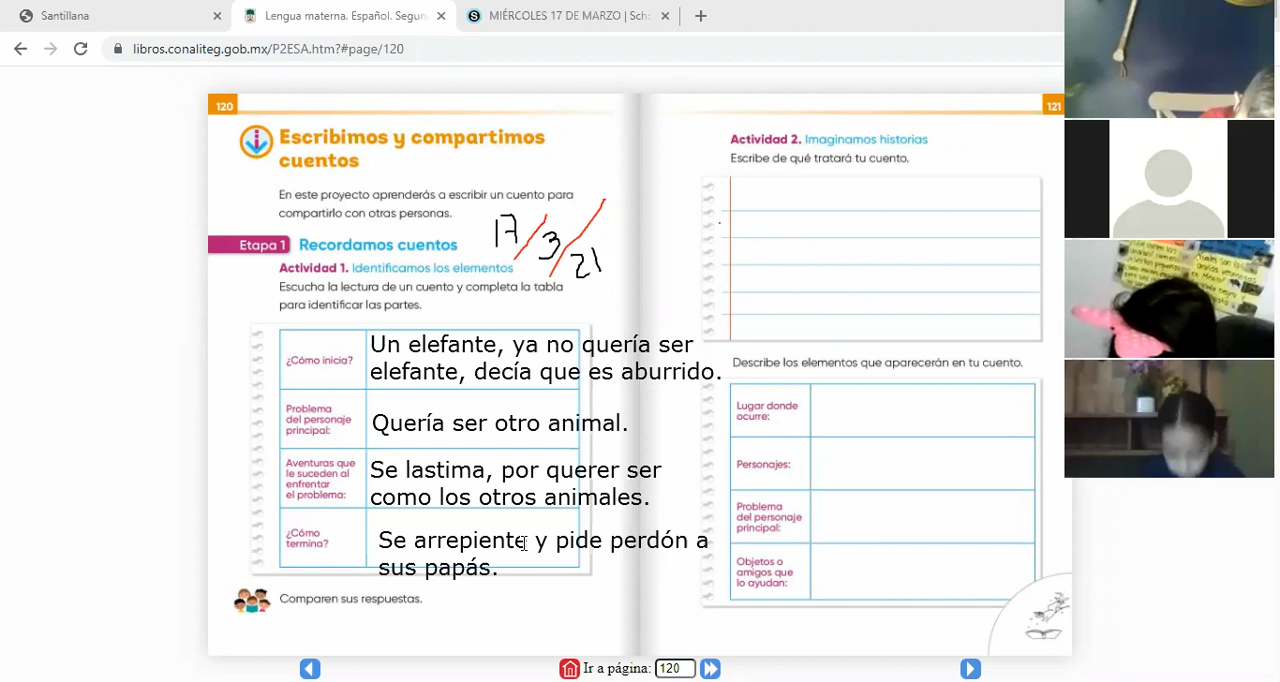 Santillana
Lengua materna. Español. Segun
MIÉRCOLES 17 DE MARZO | Sch
libros.conaliteg.gob.mx/P2ESA.htm?#page/120
120
Escribimos y compartimos
cuentos
En este proyecto aprenderás a escribir un cuento para
compartirlo con otras personas.
17/3/21
Etapa 1 Recordamos cuentos
Actividad 1. Identificamos los elementos
Escucha la lectura de un cuento y completa la tabla
para identificar las partes.
¿Cómo inicia?
Un elefante, ya no quería ser
elefante, decía que es aburrido.
Problema
del personaje
principal:
Quería ser otro animal.
Aventuras que
le suceden al
enfrentar
el problema:
Se lastima, por querer ser
como los otros animales.
¿Cómo
termina?
Se arrepiente y pide perdón a
sus papás.
Comparen sus respuestas.
121
Actividad 2. Imaginamos historias
Escribe de qué tratará tu cuento.
Describe los elementos que aparecerán en tu cuento.
Lugar donde
ocurre:
Personajes:
Problema
del personaje
principal:
Objetos o
amigos que
lo ayudan:
Ir a página: 120